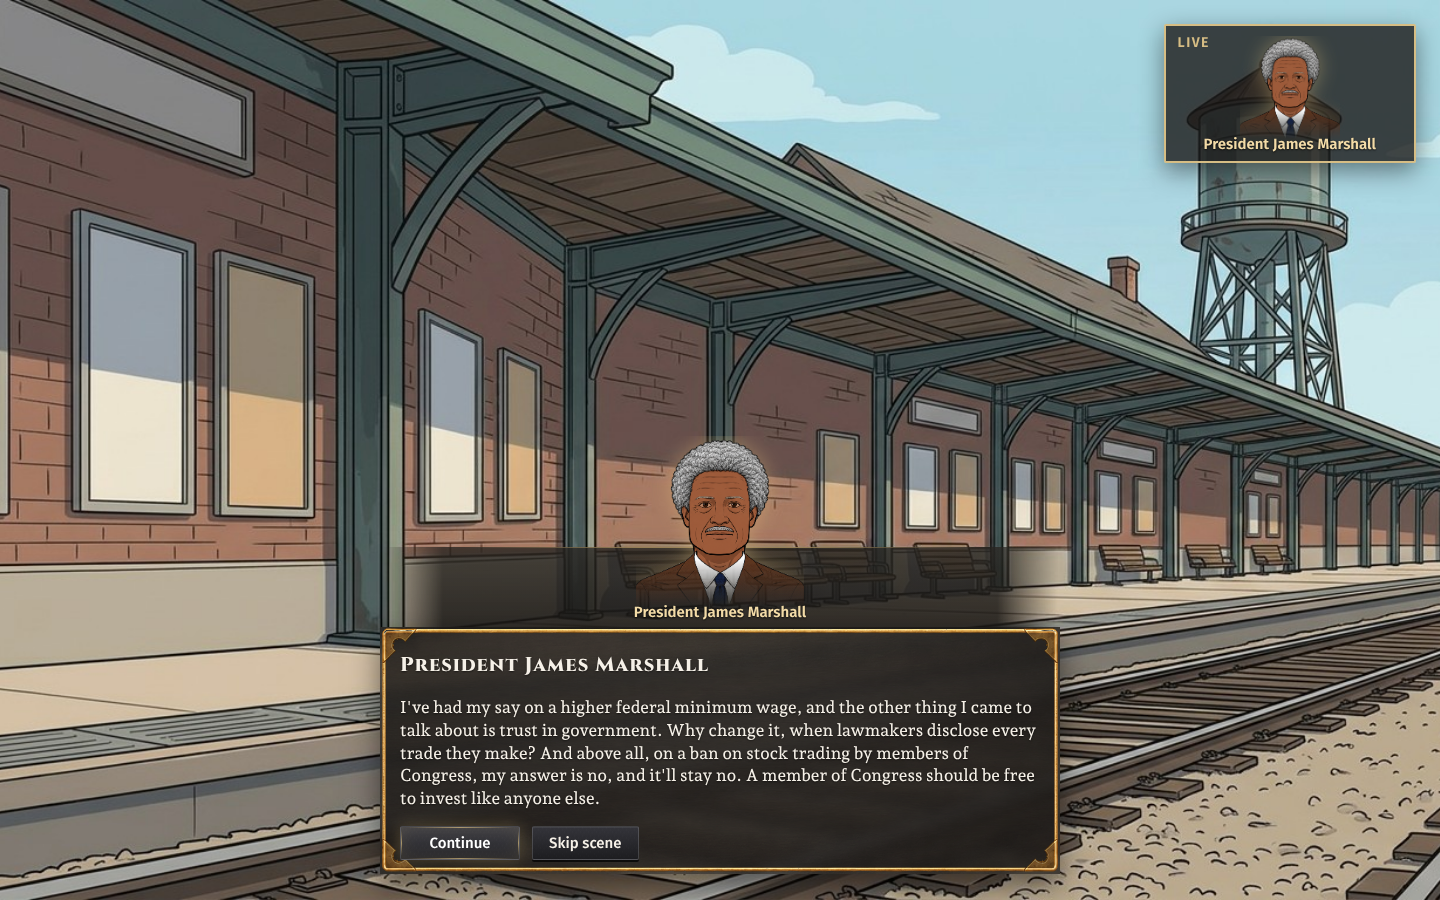 LIVE
President James Marshall
President James Marshall
President James Marshall
I've had my say on a higher federal minimum wage, and the other thing I came to
talk about is trust in government. Why change it, when lawmakers disclose every
trade they make? And above all, on a ban on stock trading by members of
Congress, my answer is no, and it'll stay no. A member of Congress should be free
to invest like anyone else.
Continue
Skip scene